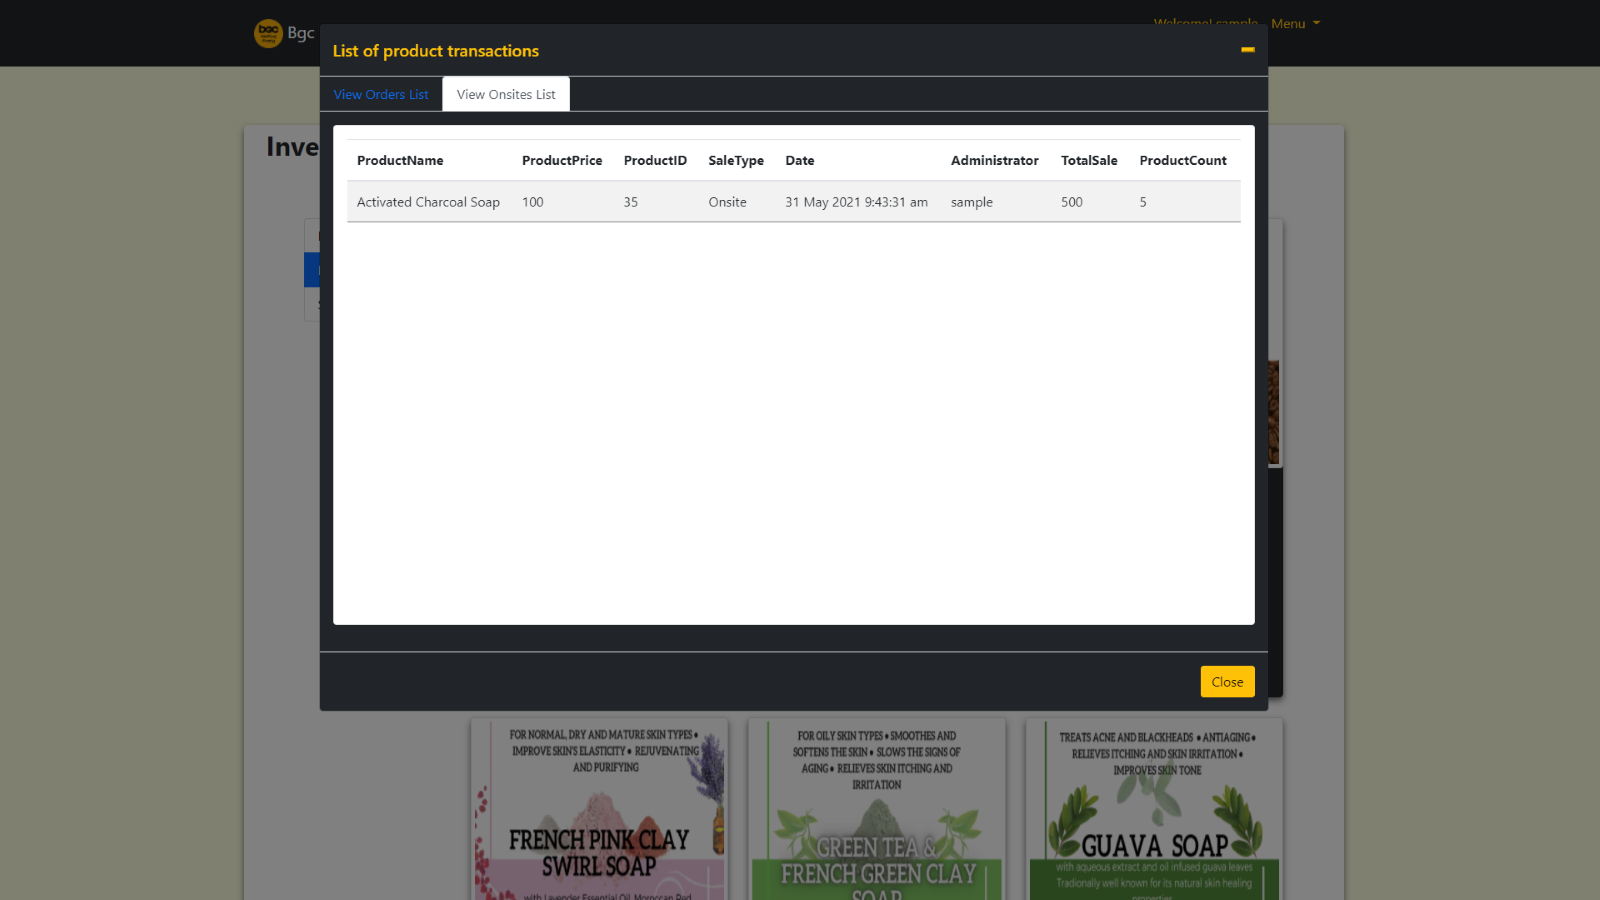 bgc
Bgc
Welcome! sample
Menu
List of product transactions
View Orders List
View Onsites List
Inve
ProductName ProductPrice ProductID SaleType Date Administrator TotalSale ProductCount
Activated Charcoal Soap 100 35 Onsite 31 May 2021 9:43:31 am sample 500 5
Close
FOR NORMAL, DRY AND MATURE SKIN TYPES •
IMPROVE SKIN'S ELASTICITY • REJUVENATING
AND PURIFYING
FRENCH PINK CLAY
SWIRL SOAP
with Lavender Essential Oil, Moroccan Red
FOR OILY SKIN TYPES • SMOOTHES AND
SOFTENS THE SKIN • SLOWS THE SIGNS OF
AGING • RELIEVES SKIN ITCHING AND
IRRITATION
GREEN TEA &
FRENCH GREEN CLAY
SOAP
TREATS ACNE AND BLACKHEADS • ANTIAGING •
RELIEVES ITCHING AND SKIN IRRITATION •
IMPROVES SKIN TONE
GUAVA SOAP
with aqueous extract and oil infused guava leaves
Tradionally well known for its natural skin healing
properties